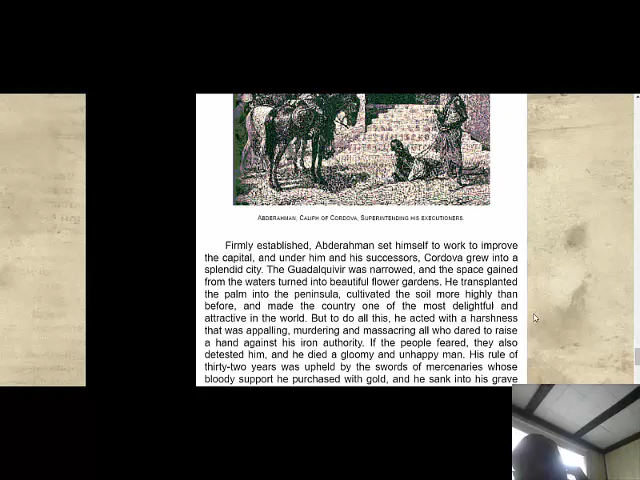 ABDERAHMAN, CALIPH OF CORDOVA, SUPERINTENDING HIS EXECUTIONERS.
Firmly established, Abderahman set himself to work to improve
the capital, and under him and his successors, Cordova grew into a
splendid city. The Guadalquivir was narrowed, and the space gained
from the waters turned into beautiful flower gardens. He transplanted
the palm into the peninsula, cultivated the soil more highly than
before, and made the country one of the most delightful and
attractive in the world. But to do all this, he acted with a harshness
that was appalling, murdering and massacring all who dared to raise
a hand against his iron authority. If the people feared, they also
detested him, and he died a gloomy and unhappy man. His rule of
thirty-two years was upheld by the swords of mercenaries whose
bloody support he purchased with gold, and he sank into his grave